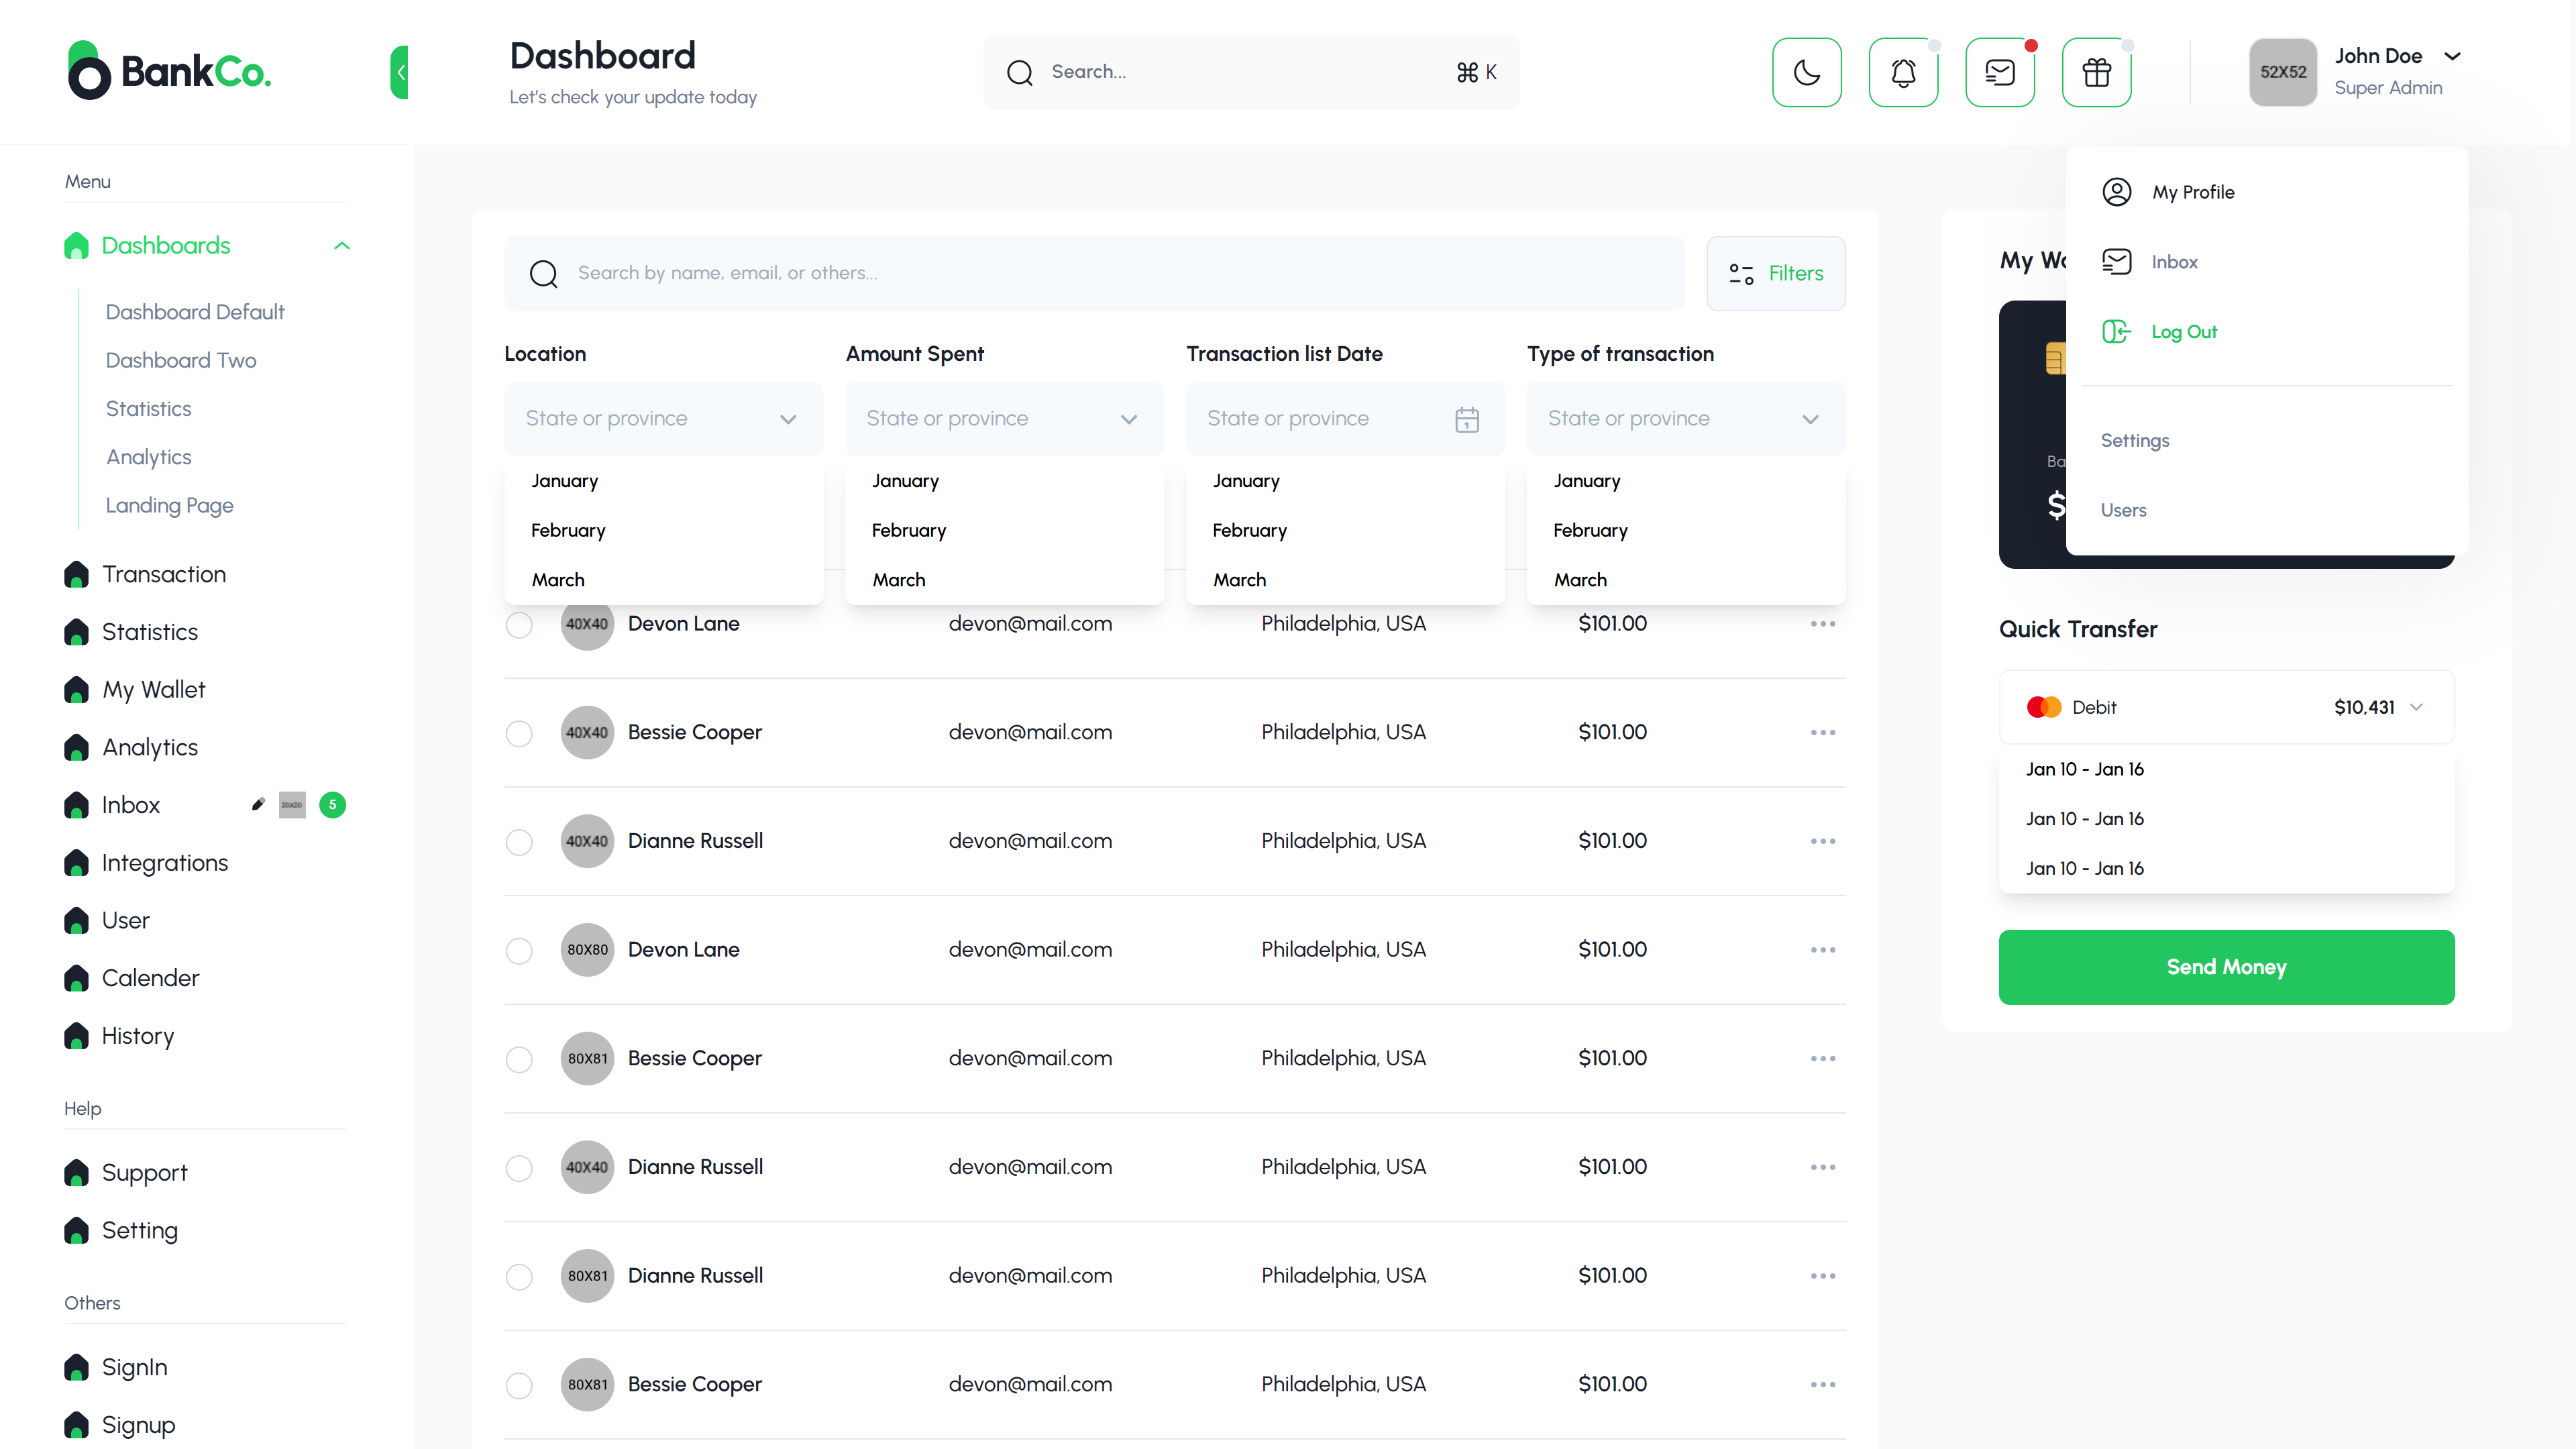 BankCo.
Dashboard
Let's check your update today
Search...
⌘ K
52X52
John Doe
Super Admin
Menu
Dashboards
Dashboard Default
Dashboard Two
Statistics
Analytics
Landing Page
Transaction
Statistics
My Wallet
Analytics
Inbox
5
Integrations
User
Calender
History
Help
Support
Setting
Others
SignIn
Signup
Search by name, email, or others...
Filters
Location
Amount Spent
Transaction list Date
Type of transaction
State or province
State or province
State or province
State or province
January
January
January
January
February
February
February
February
March
March
March
March
40X40 Devon Lane devon@mail.com Philadelphia, USA $101.00
40X40 Bessie Cooper devon@mail.com Philadelphia, USA $101.00
40X40 Dianne Russell devon@mail.com Philadelphia, USA $101.00
80X80 Devon Lane devon@mail.com Philadelphia, USA $101.00
80X81 Bessie Cooper devon@mail.com Philadelphia, USA $101.00
40X40 Dianne Russell devon@mail.com Philadelphia, USA $101.00
80X81 Dianne Russell devon@mail.com Philadelphia, USA $101.00
80X81 Bessie Cooper devon@mail.com Philadelphia, USA $101.00
My Profile
Inbox
Log Out
Settings
Users
My
$
Quick Transfer
Debit $10,431
Jan 10 - Jan 16
Jan 10 - Jan 16
Jan 10 - Jan 16
Send Money